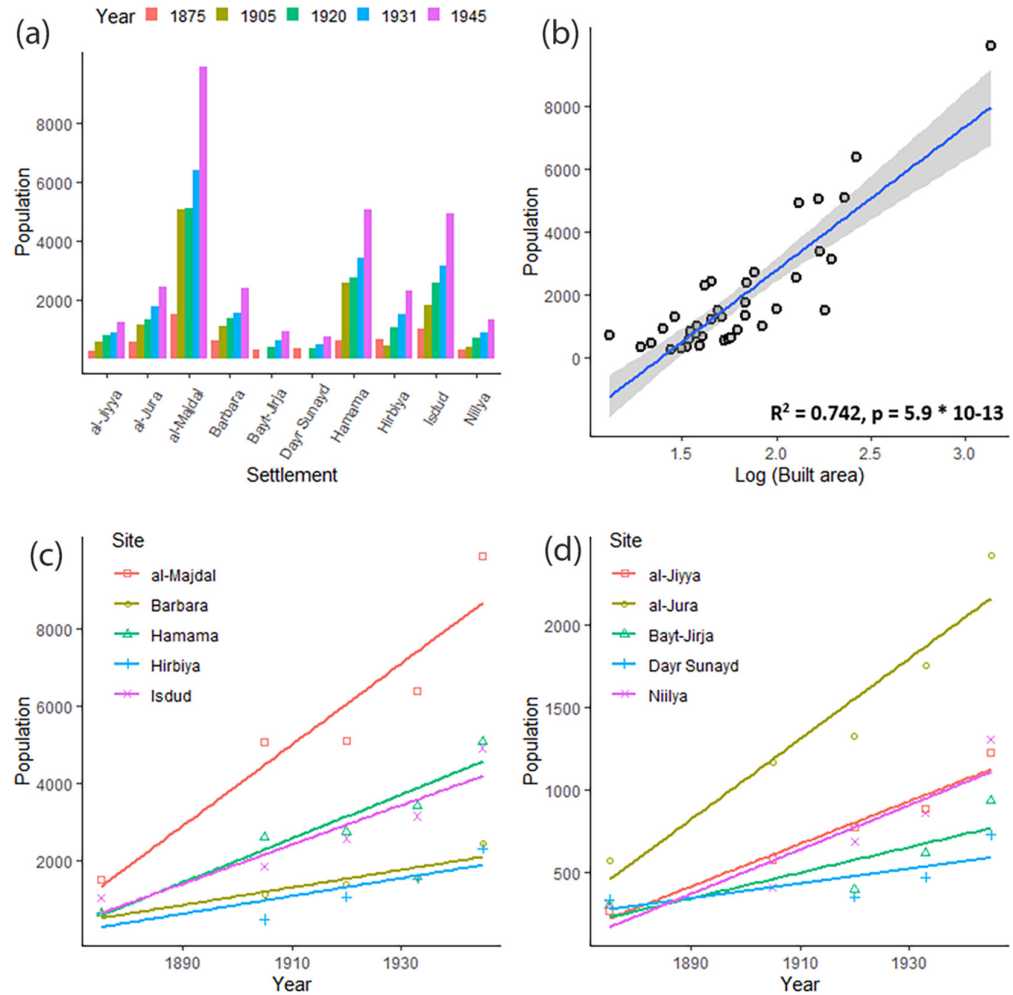 Year 1875 1905 1920 1931 1945
(a)
Population
8000
6000
4000
2000
al-Jiyya
al-Jura
al-Majdal
Barbara
Bayt-Jirja
Dayr-Sunayd
Hamama
Hirbiya
Isdud
Niilya
Settlement
(b)
Population
8000
6000
4000
2000
0
R² = 0.742, p = 5.9 * 10-13
1.5 2.0 2.5 3.0
Log (Built area)
(c)
Site
al-Majdal
Barbara
Hamama
Hirbiya
Isdud
Population
8000
6000
4000
2000
1890 1910 1930
Year
(d)
Site
al-Jiyya
al-Jura
Bayt-Jirja
Dayr Sunayd
Niilya
Population
2000
1500
1000
500
1890 1910 1930
Year